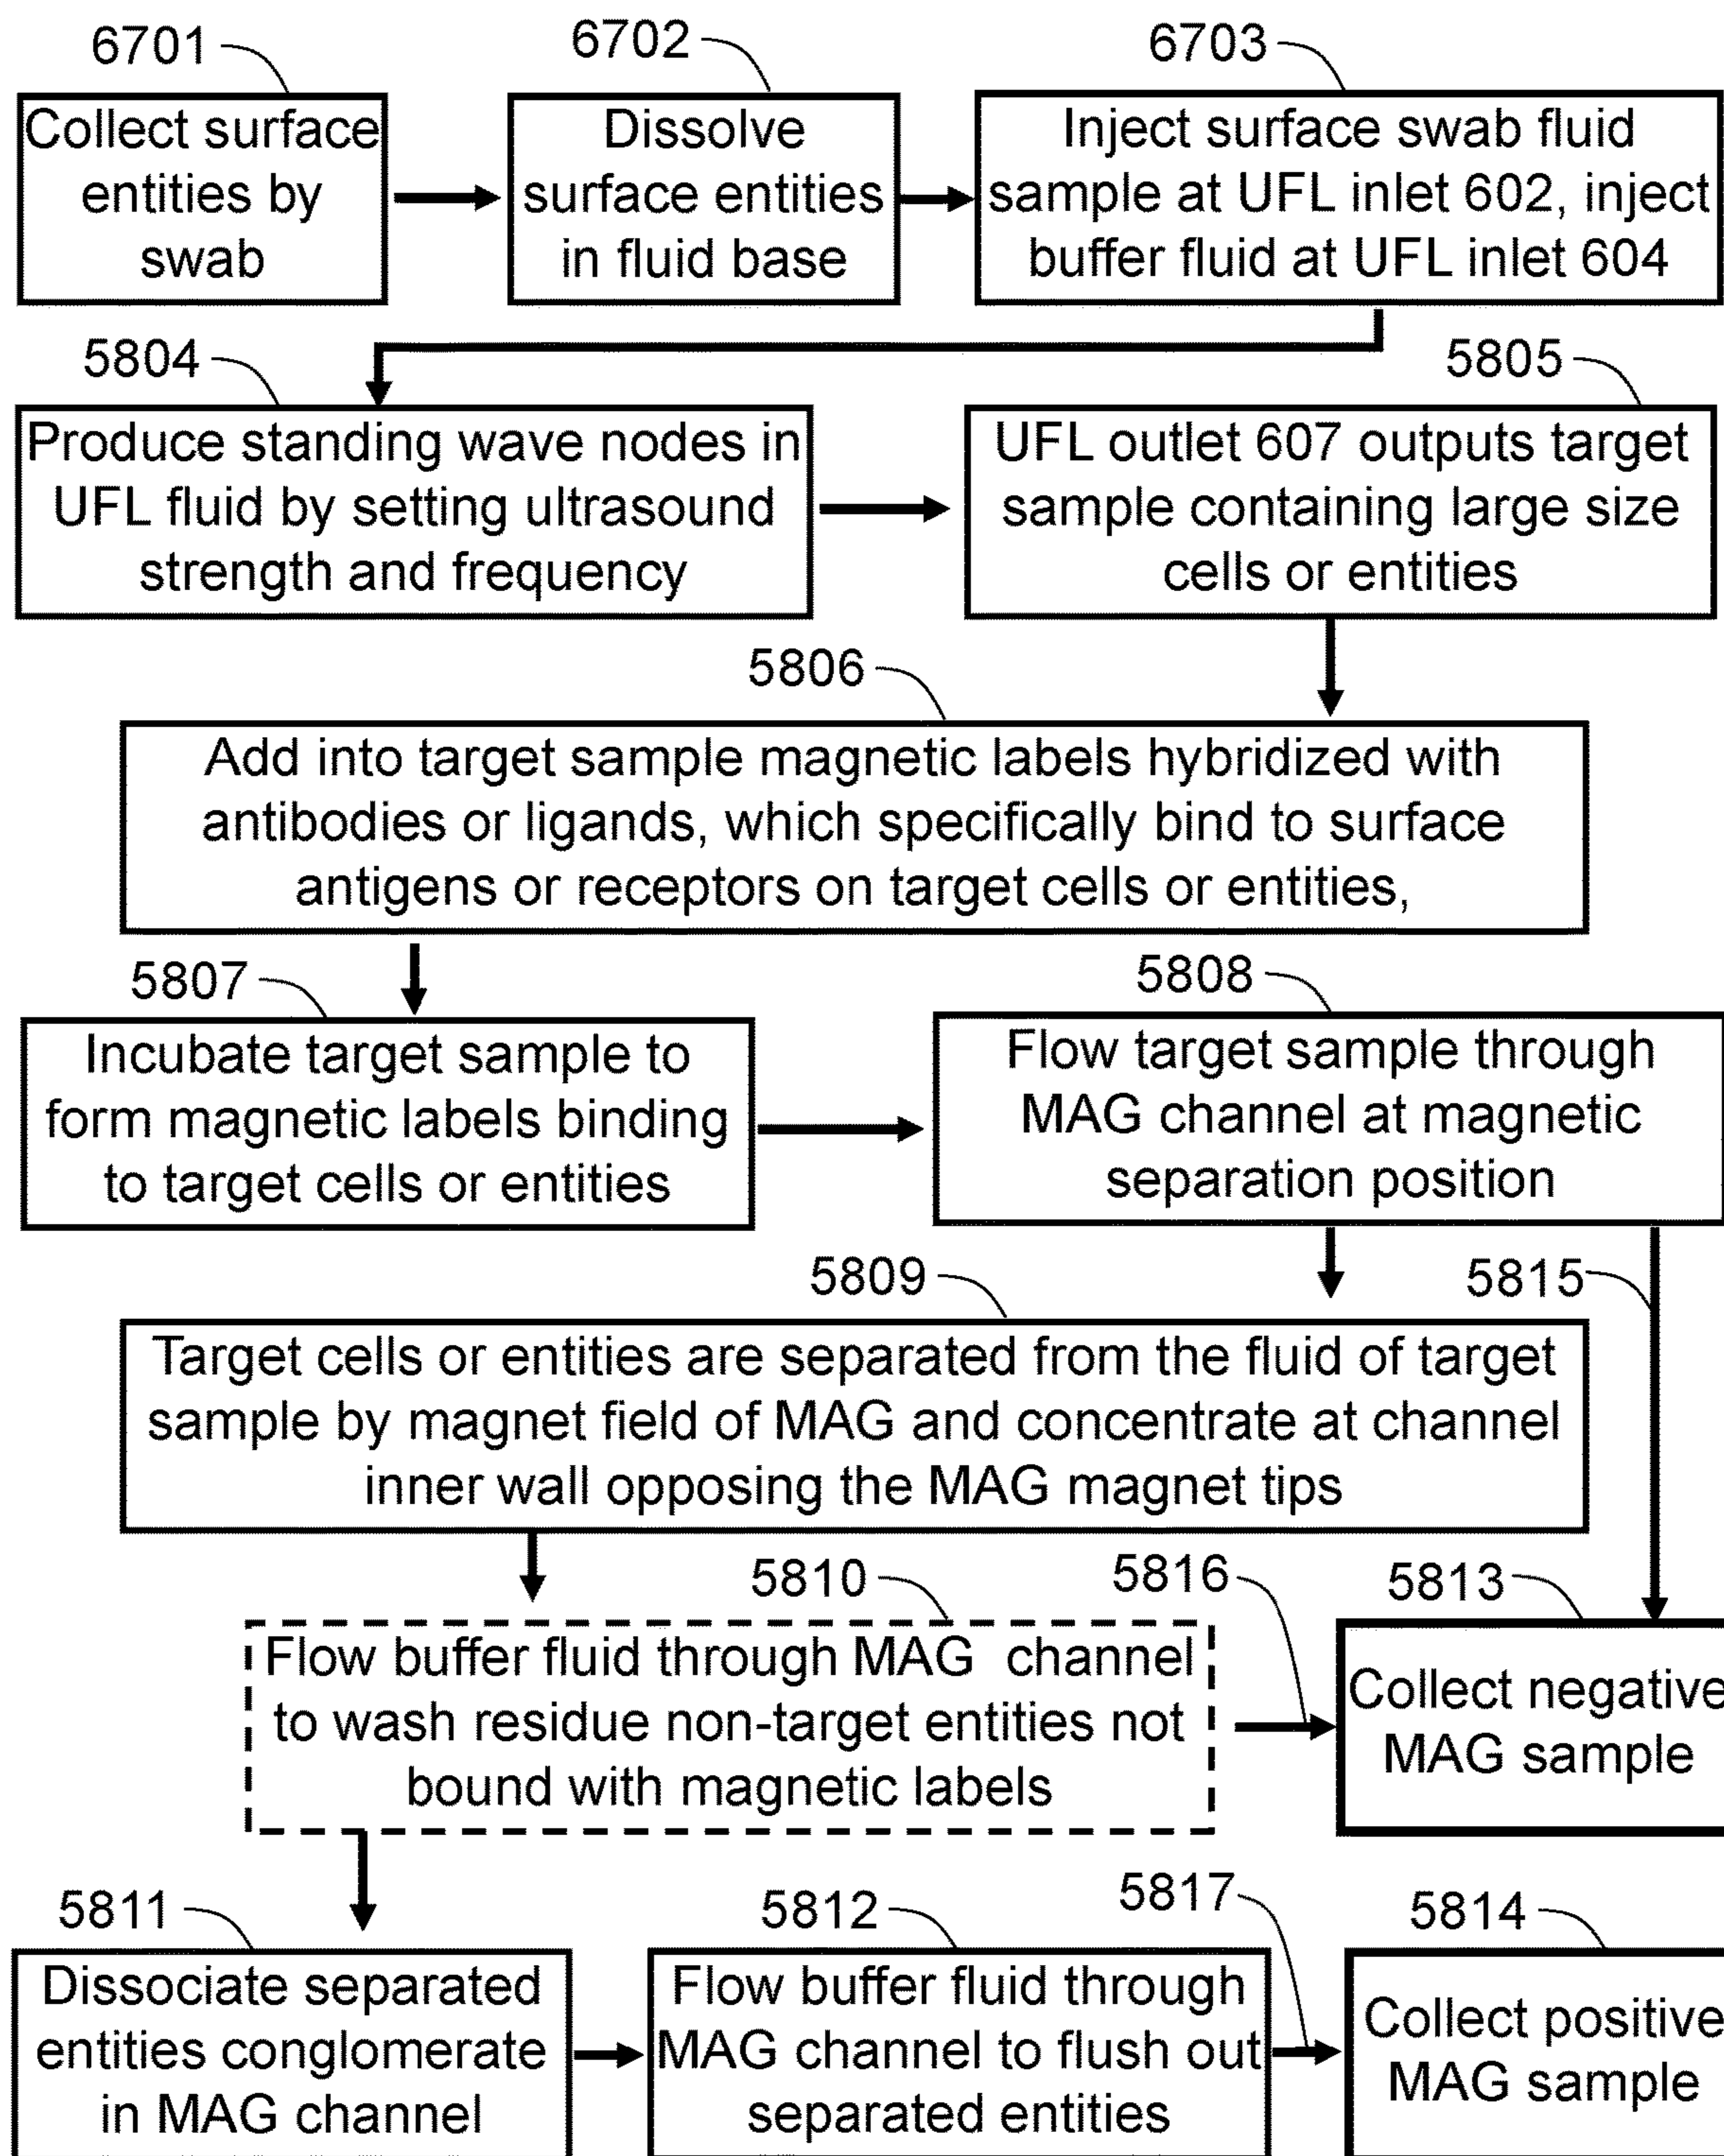 6701
6702
6703
Collect surface
entities by
swab
Dissolve
surface entities
in fluid base
Inject surface swab fluid
sample at UFL inlet 602, inject
buffer fluid at UFL inlet 604
5804
5805
Produce standing wave nodes in
UFL fluid by setting ultrasound
strength and frequency
UFL outlet 607 outputs target
sample containing large size
cells or entities
5806
Add into target sample magnetic labels hybridized with
antibodies or ligands, which specifically bind to surface
antigens or receptors on target cells or entities,
5807
5808
Incubate target sample to
form magnetic labels binding
to target cells or entities
Flow target sample through
MAG channel at magnetic
separation position
5809
5815
Target cells or entities are separated from the fluid of target
sample by magnet field of MAG and concentrate at channel
inner wall opposing the MAG magnet tips
5810
5816
5813
Flow buffer fluid through MAG channel
to wash residue non-target entities not
bound with magnetic labels
Collect negative
MAG sample
5811
5812
5817
5814
Dissociate separated
entities conglomerate
in MAG channel
Flow buffer fluid through
MAG channel to flush out
separated entities
Collect positive
MAG sample